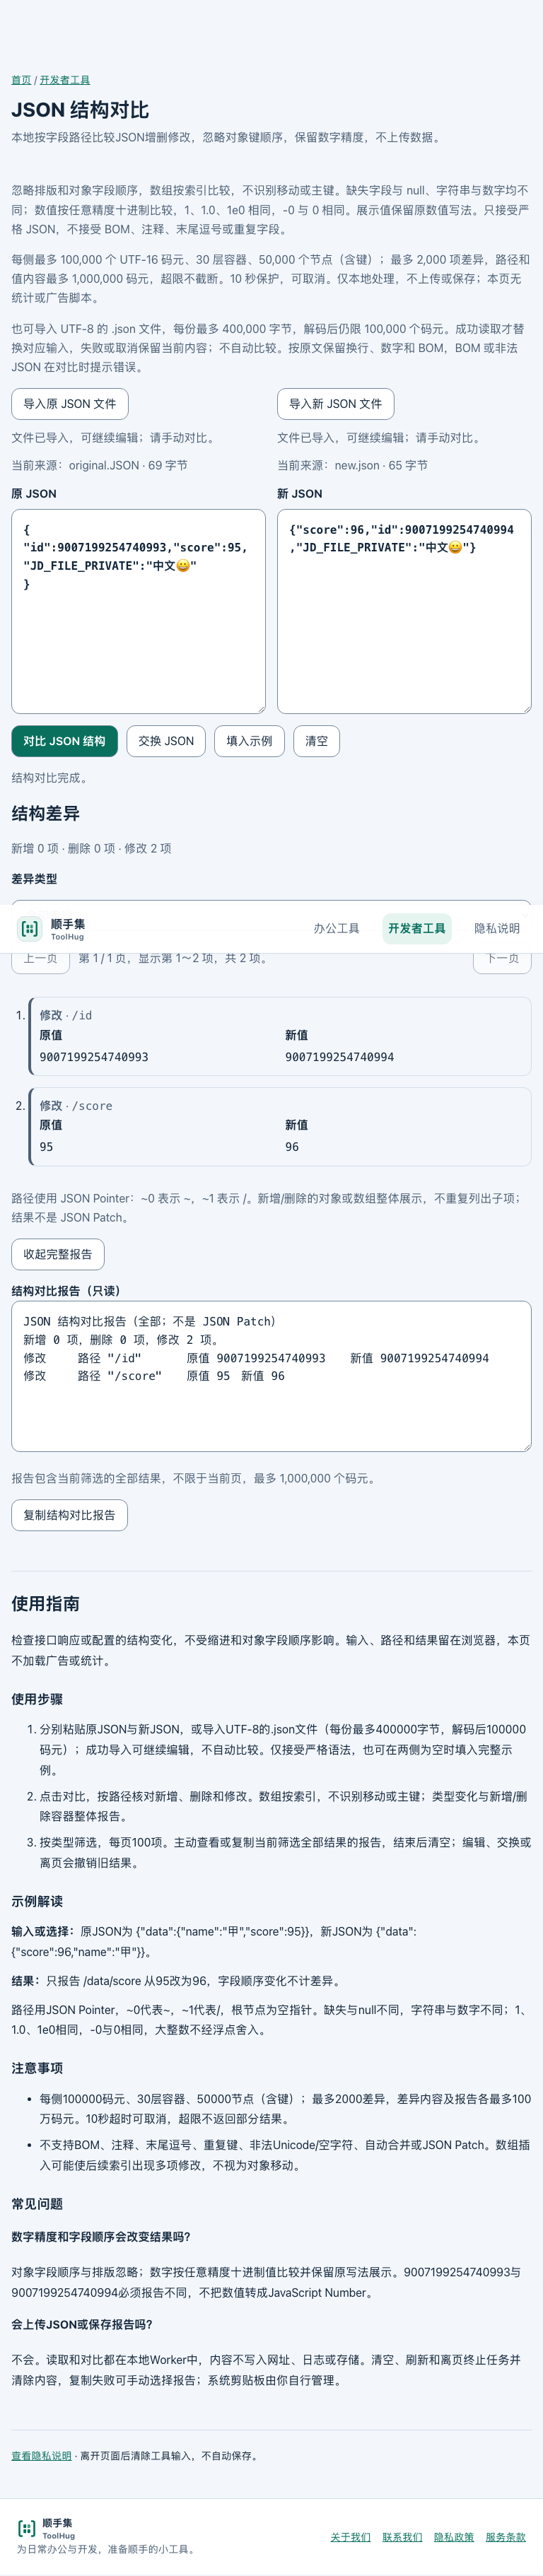 首页 / 开发者工具
JSON 结构对比
本地按字段路径比较JSON增删修改，忽略对象键顺序，保留数字精度，不上传数据。
忽略排版和对象字段顺序，数组按索引比较，不识别移动或主键。缺失字段与 null、字符串与数字均不
同；数值按任意精度十进制比较，1、1.0、1e0 相同，-0 与 0 相同。展示值保留原数值写法。只接受严
格 JSON，不接受 BOM、注释、末尾逗号或重复字段。
每侧最多 100,000 个 UTF-16 码元、30 层容器、50,000 个节点（含键）；最多 2,000 项差异，路径和
值内容最多 1,000,000 码元，超限不截断。10 秒保护，可取消。仅本地处理，不上传或保存；本页无
统计或广告脚本。
也可导入 UTF-8 的 .json 文件，每份最多 400,000 字节，解码后仍限 100,000 个码元。成功读取才替
换对应输入，失败或取消保留当前内容；不自动比较。按原文保留换行、数字和 BOM，BOM 或非法
JSON 在对比时提示错误。
导入原 JSON 文件
导入新 JSON 文件
文件已导入，可继续编辑；请手动对比。
文件已导入，可继续编辑；请手动对比。
当前来源：original.JSON · 69 字节
当前来源：new.json · 65 字节
原 JSON
新 JSON
{
"id":9007199254740993,"score":95,
"JD_FILE_PRIVATE":"中文😀"
}
{"score":96,"id":9007199254740994
,"JD_FILE_PRIVATE":"中文😀"}
对比 JSON 结构
交换 JSON
填入示例
清空
结构对比完成。
结构差异
新增 0 项 · 删除 0 项 · 修改 2 项
差异类型
顺手集
ToolHug
办公工具
开发者工具
隐私说明
上一页
第 1 / 1 页，显示第 1～2 项，共 2 项。
下一页
1. 修改 · /id
原值
新值
9007199254740993
9007199254740994
2. 修改 · /score
原值
新值
95
96
路径使用 JSON Pointer：~0 表示 ~，~1 表示 /。新增/删除的对象或数组整体展示，不重复列出子项；
结果不是 JSON Patch。
收起完整报告
结构对比报告（只读）
JSON 结构对比报告（全部；不是 JSON Patch）
新增 0 项，删除 0 项，修改 2 项。
修改 路径 "/id" 原值 9007199254740993 新值 9007199254740994
修改 路径 "/score" 原值 95 新值 96
报告包含当前筛选的全部结果，不限于当前页，最多 1,000,000 个码元。
复制结构对比报告
使用指南
检查接口响应或配置的结构变化，不受缩进和对象字段顺序影响。输入、路径和结果留在浏览器，本页
不加载广告或统计。
使用步骤
1. 分别粘贴原JSON与新JSON，或导入UTF-8的.json文件（每份最多400000字节，解码后100000
码元）；成功导入可继续编辑，不自动比较。仅接受严格语法，也可在两侧为空时填入完整示
例。
2. 点击对比，按路径核对新增、删除和修改。数组按索引，不识别移动或主键；类型变化与新增/删
除容器整体报告。
3. 按类型筛选，每页100项。主动查看或复制当前筛选全部结果的报告，结束后清空；编辑、交换或
离页会撤销旧结果。
示例解读
输入或选择：原JSON为 {"data":{"name":"甲","score":95}}，新JSON为 {"data":
{"score":96,"name":"甲"}}。
结果：只报告 /data/score 从95改为96，字段顺序变化不计差异。
路径用JSON Pointer，~0代表~，~1代表/，根节点为空指针。缺失与null不同，字符串与数字不同；1、
1.0、1e0相同，-0与0相同，大整数不经浮点舍入。
注意事项
• 每侧100000码元、30层容器、50000节点（含键）；最多2000差异，差异内容及报告各最多100
万码元。10秒超时可取消，超限不返回部分结果。
• 不支持BOM、注释、末尾逗号、重复键、非法Unicode/空字符、自动合并或JSON Patch。数组插
入可能使后续索引出现多项修改，不视为对象移动。
常见问题
数字精度和字段顺序会改变结果吗？
对象字段顺序与排版忽略；数字按任意精度十进制值比较并保留原写法展示。9007199254740993与
9007199254740994必须报告不同，不把数值转成JavaScript Number。
会上传JSON或保存报告吗？
不会。读取和对比都在本地Worker中，内容不写入网址、日志或存储。清空、刷新和离页终止任务并
清除内容，复制失败可手动选择报告；系统剪贴板由你自行管理。
查看隐私说明 · 离开页面后清除工具输入，不自动保存。
顺手集
ToolHug
为日常办公与开发，准备顺手的小工具。
关于我们
联系我们
隐私政策
服务条款